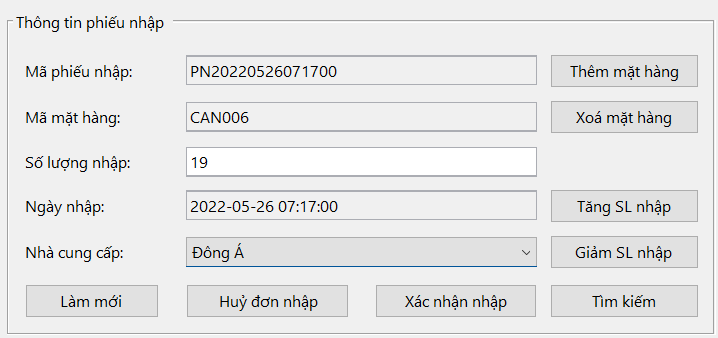 Thông tin phiếu nhập
Mã phiếu nhập: PN20220526071700 Thêm mặt hàng
Mã mặt hàng: CAN006 Xoá mặt hàng
Số lượng nhập: 19
Ngày nhập: 2022-05-26 07:17:00 Tăng SL nhập
Nhà cung cấp: Đông Á Giảm SL nhập
Làm mới Huỷ đơn nhập Xác nhận nhập Tìm kiếm